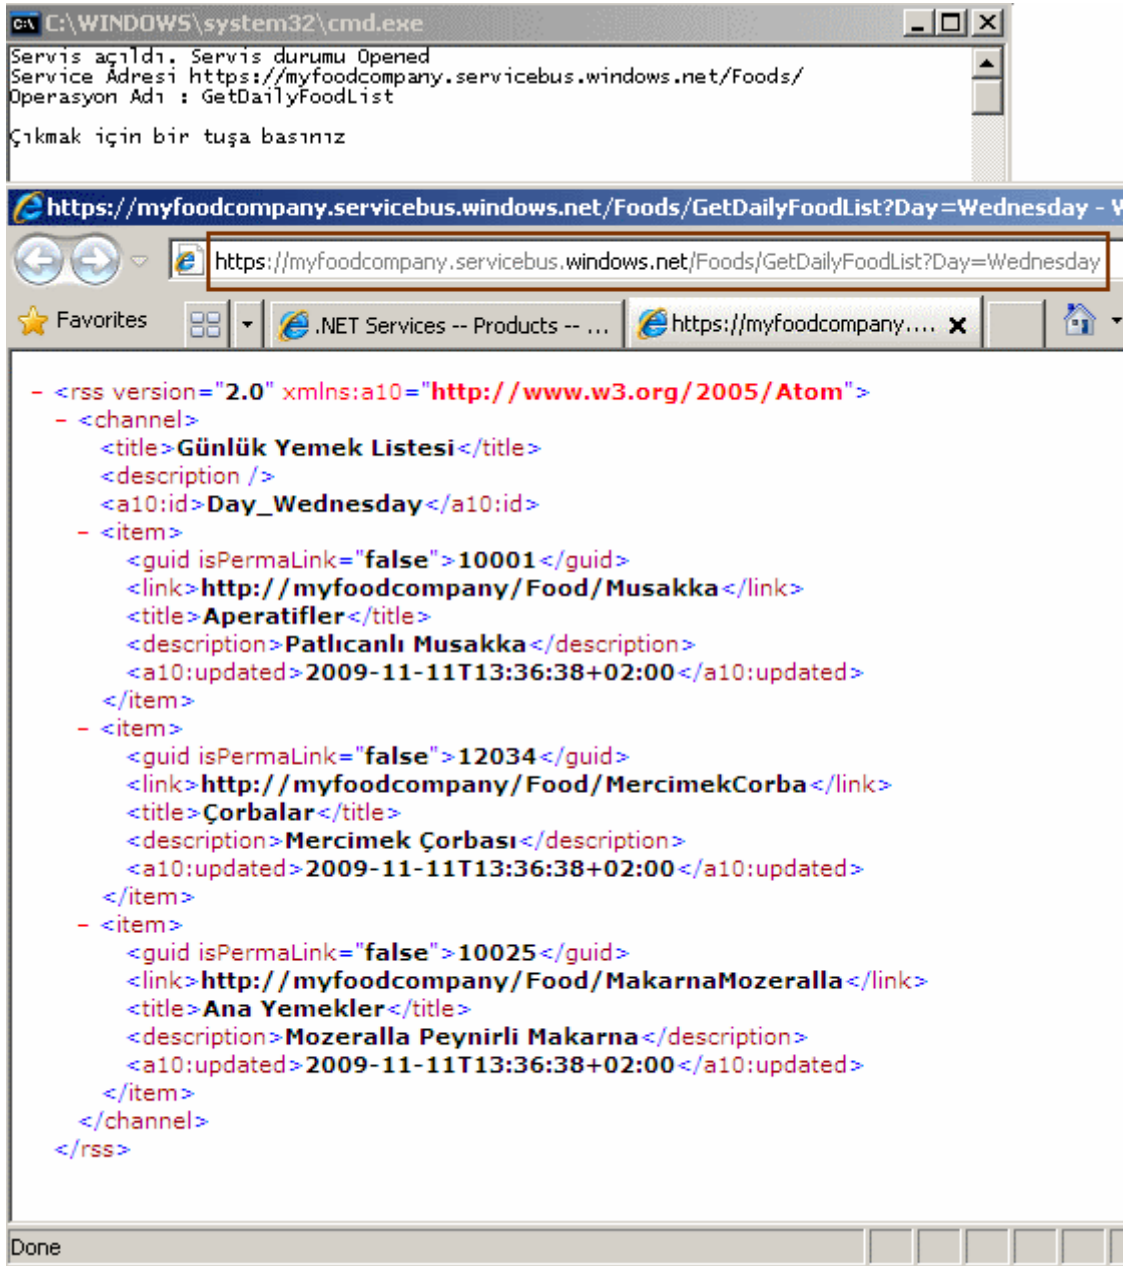 C:\WINDOWS\system32\cmd.exe
Servis açıldı. Servis durumu Opened
Service Adresi https://myfoodcompany.servicebus.windows.net/Foods/
Operasyon Adı : GetDailyFoodList
Çıkmak için bir tuşa basınız
https://myfoodcompany.servicebus.windows.net/Foods/GetDailyFoodList?Day=Wednesday -
https://myfoodcompany.servicebus.windows.net/Foods/GetDailyFoodList?Day=Wednesday
Favorites .NET Services -- Products -- ... https://myfoodcompany....
- <rss version="2.0" xmlns:a10="http://www.w3.org/2005/Atom">
- <channel>
<title>Günlük Yemek Listesi</title>
<description />
<a10:id>Day_Wednesday</a10:id>
- <item>
<guid isPermaLink="false">10001</guid>
<link>http://myfoodcompany/Food/Musakka</link>
<title>Aperatifler</title>
<description>Patlıcanlı Musakka</description>
<a10:updated>2009-11-11T13:36:38+02:00</a10:updated>
</item>
- <item>
<guid isPermaLink="false">12034</guid>
<link>http://myfoodcompany/Food/MercimekCorba</link>
<title>Çorbalar</title>
<description>Mercimek Çorbası</description>
<a10:updated>2009-11-11T13:36:38+02:00</a10:updated>
</item>
- <item>
<guid isPermaLink="false">10025</guid>
<link>http://myfoodcompany/Food/MakarnaMozeralla</link>
<title>Ana Yemekler</title>
<description>Mozeralla Peynirli Makarna</description>
<a10:updated>2009-11-11T13:36:38+02:00</a10:updated>
</item>
</channel>
</rss>
Done